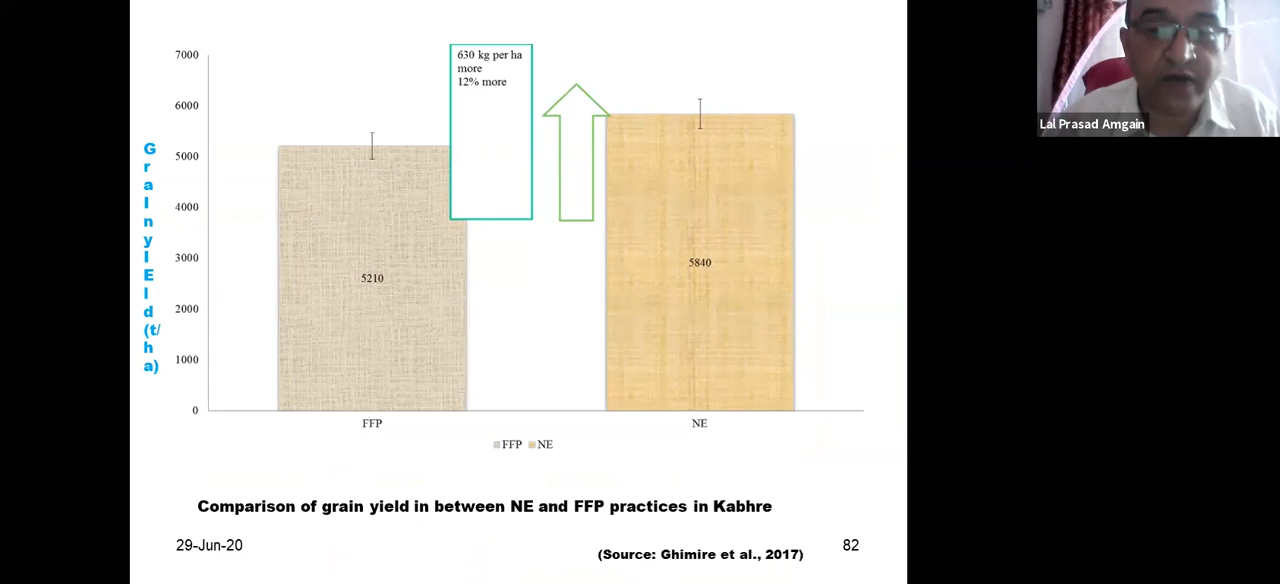 7000
6000
5000
4000
3000
2000
1000
0
G
r
a
I
n
y
I
E
l
d
(t/
h
a)
630 kg per ha
more
12% more
5210
5840
FFP
NE
FFP NE
Comparison of grain yield in between NE and FFP practices in Kabhre
29-Jun-20
(Source: Ghimire et al., 2017)
82
Lal Prasad Amgain